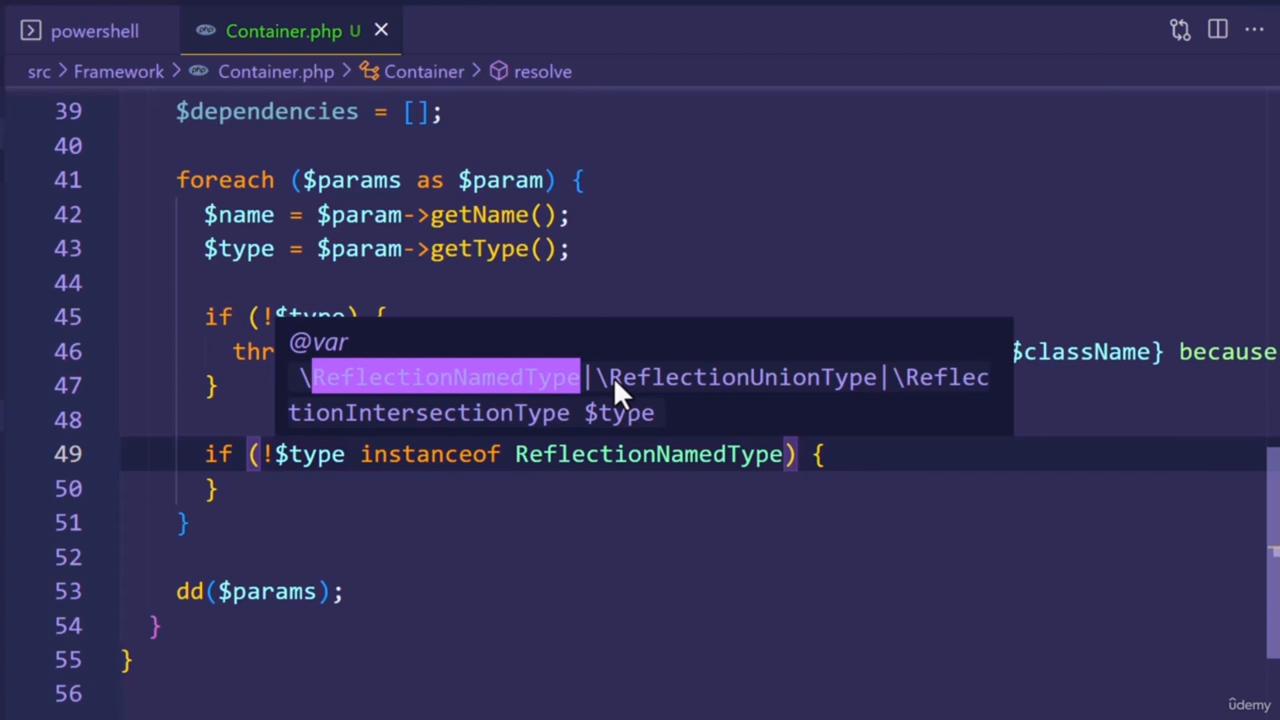 powershell
Container.php U
src > Framework > Container.php > Container > resolve
39 $dependencies = [];
40
41 foreach ($params as $param) {
42 $name = $param->getName();
43 $type = $param->getType();
44
45 if (!$type) {
46 thr $className} because
47 }
48
@var
\ReflectionNamedType|\ReflectionUnionType|\Reflec
tionIntersectionType $type
49 if (!$type instanceof ReflectionNamedType) {
50 }
51 }
52
53 dd($params);
54 }
55 }
56
ûdemy